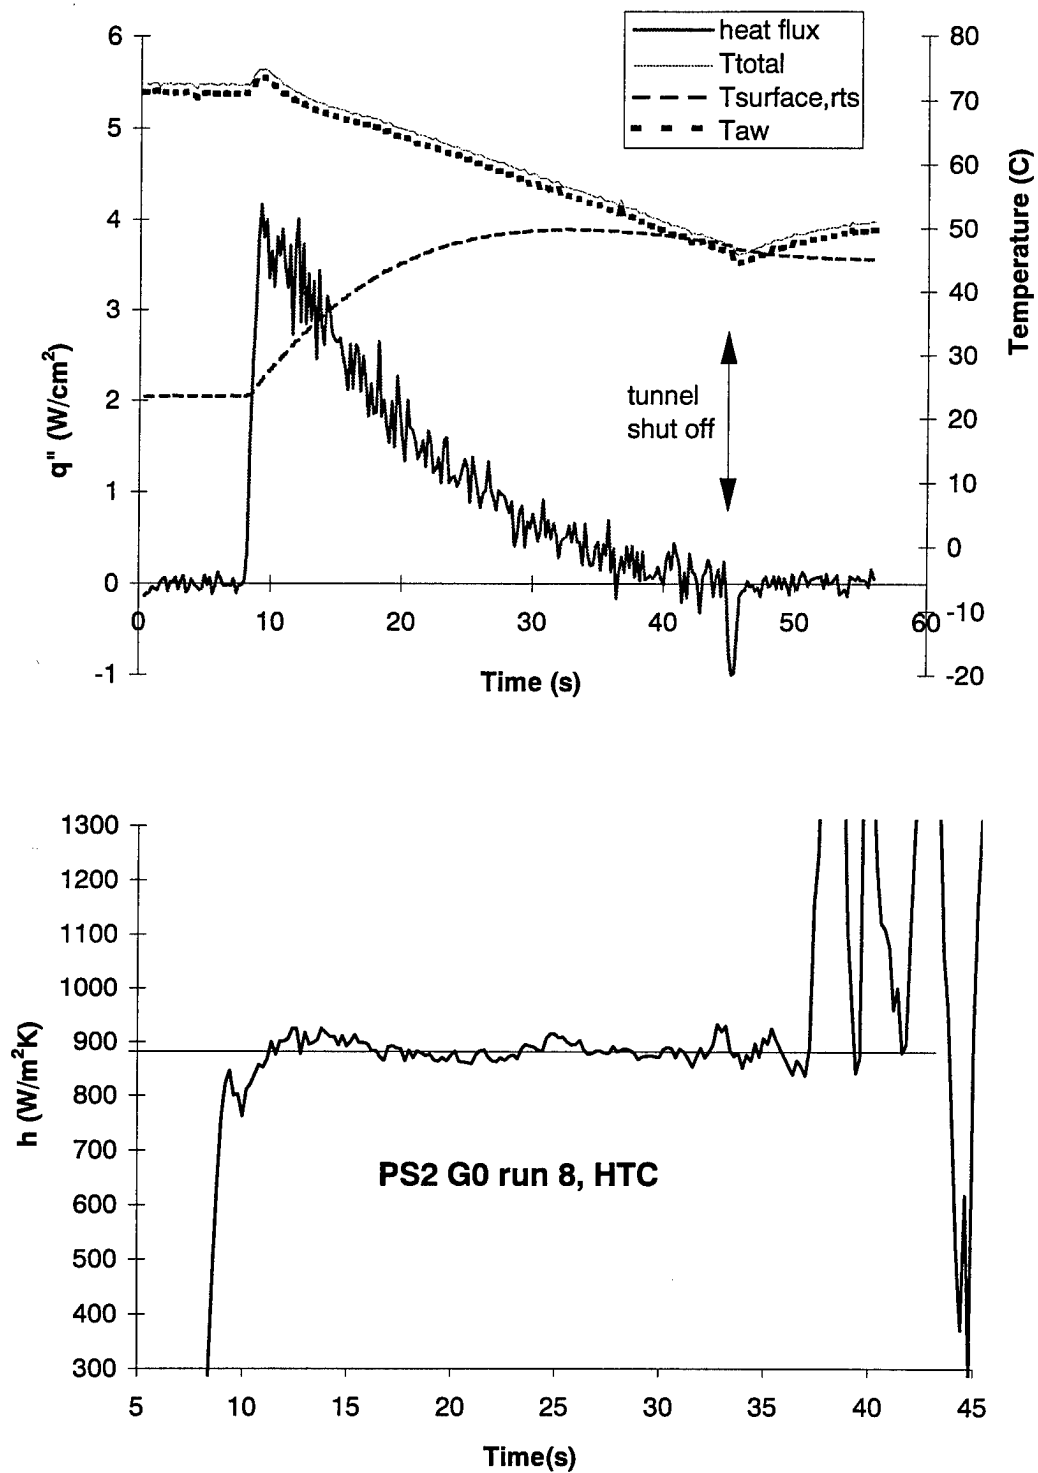 heat flux
Ttotal
Tsurface,rts
Taw
6
5
4
3
2
1
0
-1
q" (W/cm²)
80
70
60
50
40
30
20
10
0
-10
-20
Temperature (C)
tunnel
shut off
0 10 20 30 40 50 60
Time (s)
1300
1200
1100
1000
900
800
700
600
500
400
300
h (W/m²K)
PS2 G0 run 8, HTC
5 10 15 20 25 30 35 40 45
Time(s)